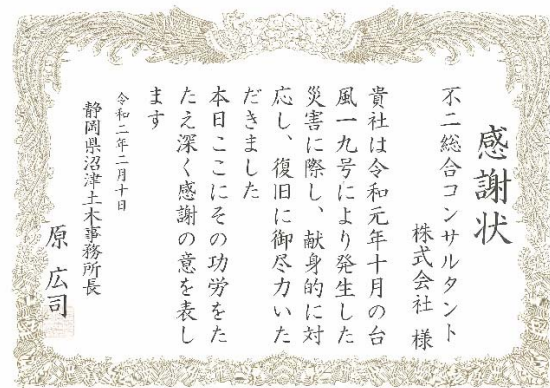 感謝状
不二総合コンサルタント
株式会社 様
貴社は令和元年十月の台
風一九号により発生した
災害に際し、献身的に対
応し、復旧に御尽力いた
だきました
本日ここにその功労をた
たえ深く感謝の意を表し
ます
令和二年二月十日
静岡県沼津土木事務所長
原 広司